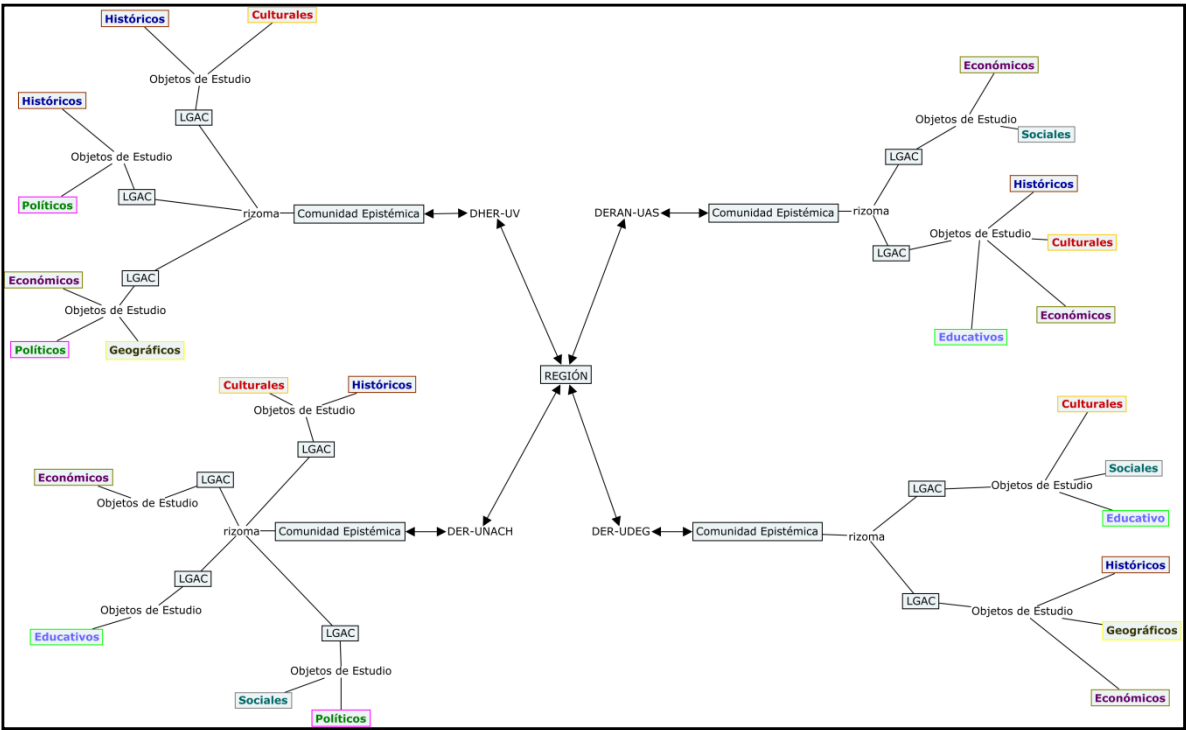 Históricos
Culturales
Objetos de Estudio
LGAC
Históricos
Objetos de Estudio
LGAC
Políticos
rizoma
Comunidad Epistémica
DHER-UV
LGAC
Económicos
Objetos de Estudio
Políticos
Geográficos
Económicos
Objetos de Estudio
Sociales
LGAC
DERAN-UAS
Comunidad Epistémica
rizoma
Históricos
Objetos de Estudio
Culturales
LGAC
Económicos
Educativos
REGIÓN
Culturales
Históricos
Objetos de Estudio
LGAC
Económicos
LGAC
Objetos de Estudio
rizoma
Comunidad Epistémica
DER-UNACH
LGAC
Objetos de Estudio
Educativos
LGAC
Objetos de Estudio
Sociales
Políticos
Culturales
Sociales
LGAC
Objetos de Estudio
Educativo
DER-UDEG
Comunidad Epistémica
rizoma
Históricos
LGAC
Objetos de Estudio
Geográficos
Económicos